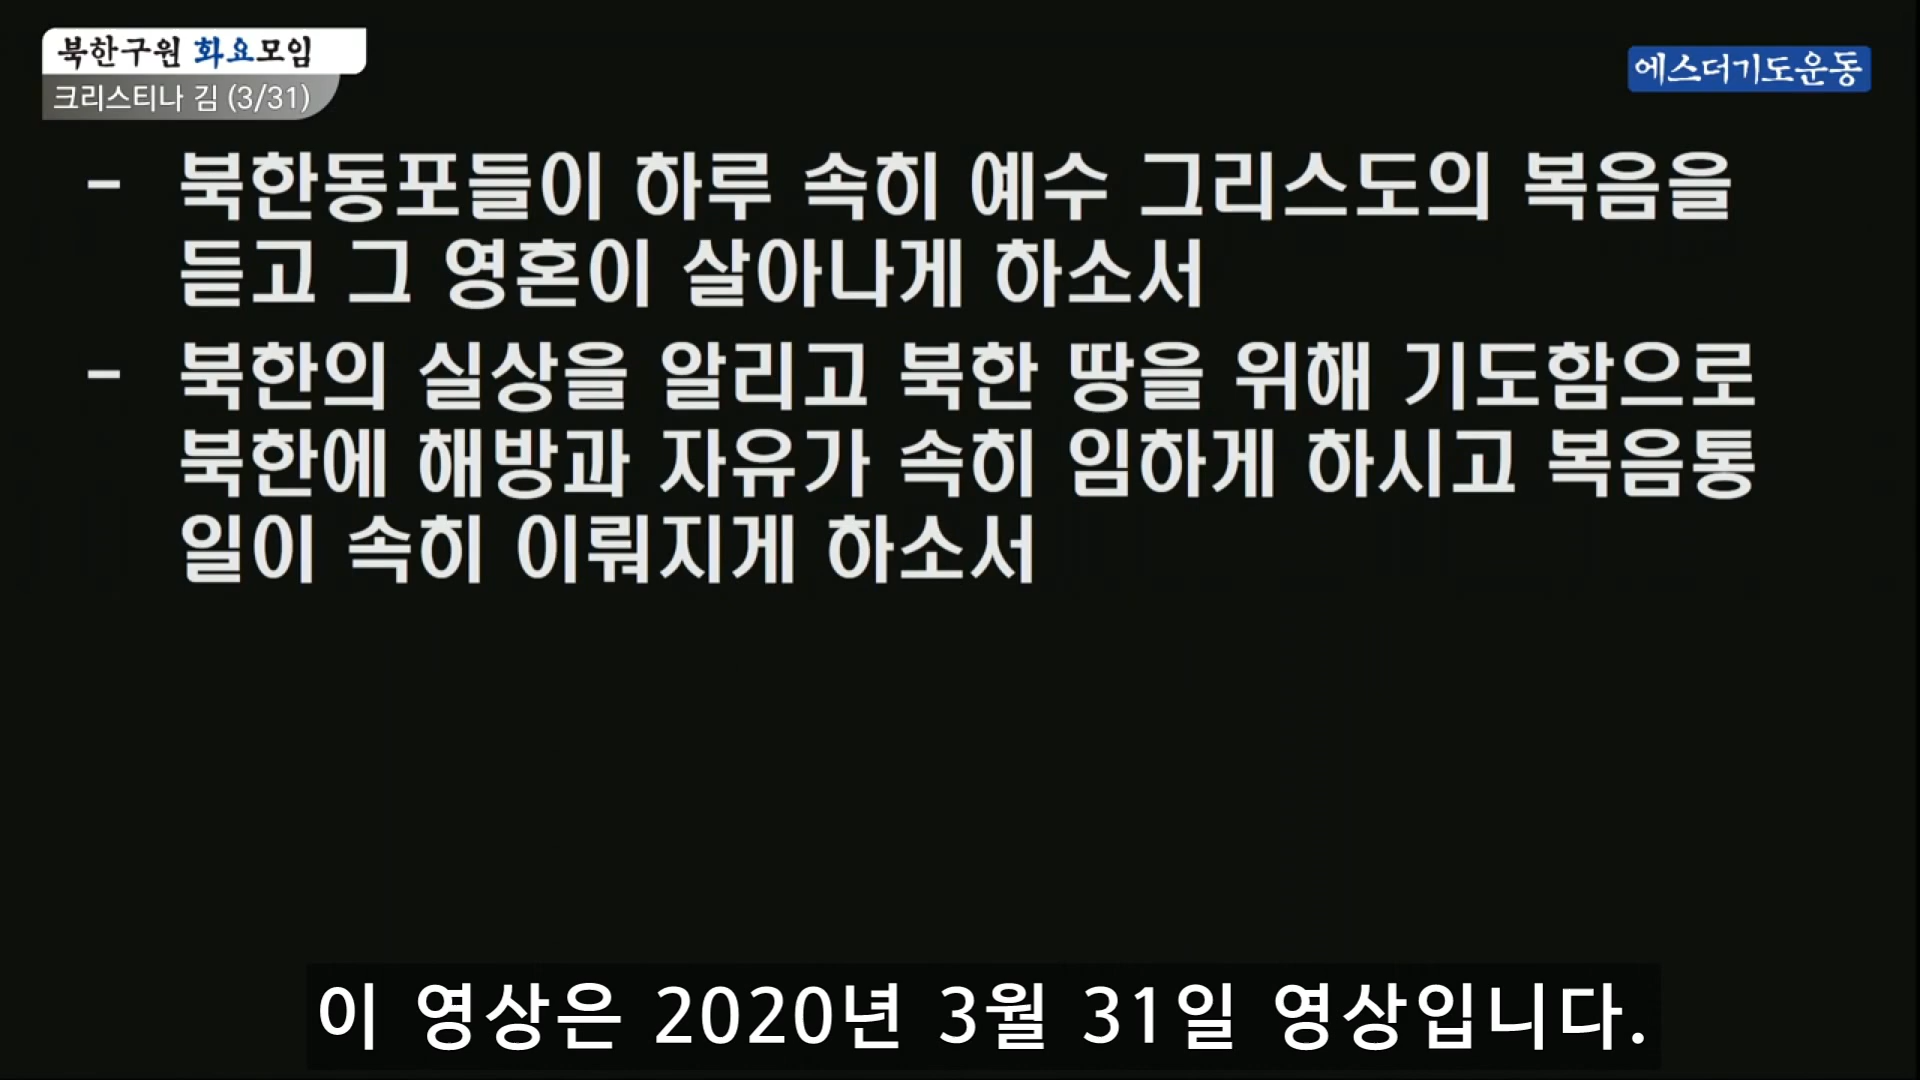 북한구원 화요모임
크리스티나 김 (3/31)
에스더기도운동
- 북한동포들이 하루 속히 예수 그리스도의 복음을
듣고 그 영혼이 살아나게 하소서
- 북한의 실상을 알리고 북한 땅을 위해 기도함으로
북한에 해방과 자유가 속히 임하게 하시고 복음통
일이 속히 이뤄지게 하소서
이 영상은 2020년 3월 31일 영상입니다.